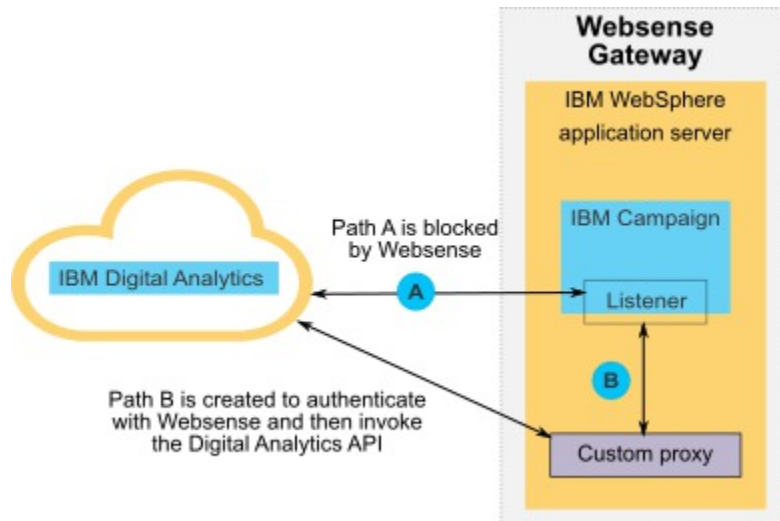 Websense
Gateway
IBM WebSphere
application server
IBM Campaign
Listener
Path A is blocked
by Websense
IBM Digital Analytics
A
B
Path B is created to authenticate
with Websense and then invoke
the Digital Analytics API
Custom proxy